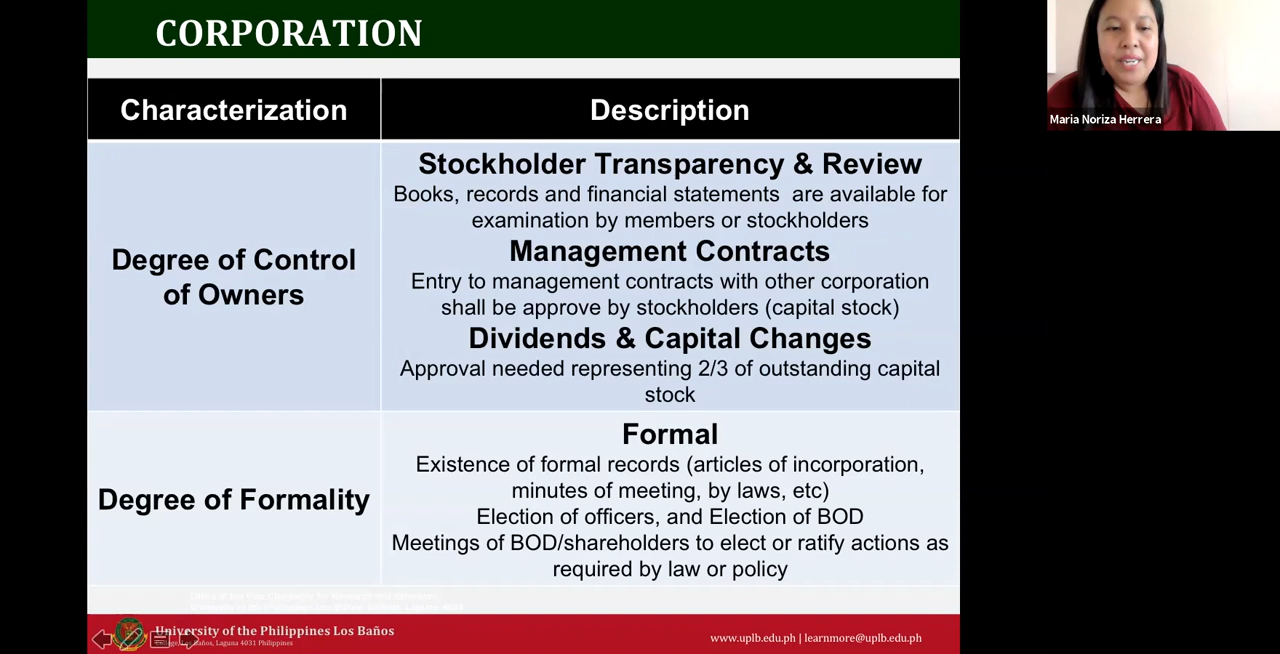 CORPORATION
Maria Noriza Herrera
Characterization
Description
Degree of Control
of Owners
Stockholder Transparency & Review
Books, records and financial statements are available for
examination by members or stockholders
Management Contracts
Entry to management contracts with other corporation
shall be approve by stockholders (capital stock)
Dividends & Capital Changes
Approval needed representing 2/3 of outstanding capital
stock
Degree of Formality
Formal
Existence of formal records (articles of incorporation,
minutes of meeting, by laws, etc)
Election of officers, and Election of BOD
Meetings of BOD/shareholders to elect or ratify actions as
required by law or policy
University of the Philippines Los Baños
Los Baños, Laguna 4031 Philippines
www.uplb.edu.ph | learnmore@uplb.edu.ph